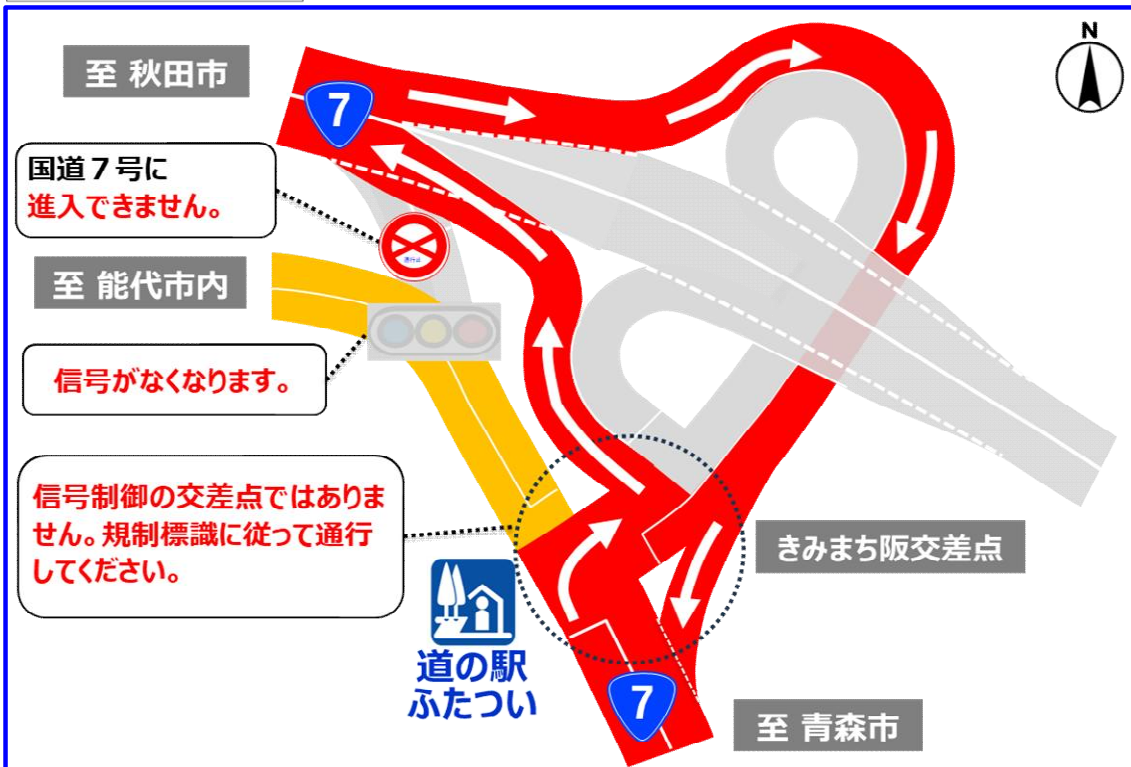 N
至 秋田市
7
国道７号に
進入できません。
至 能代市内
信号がなくなります。
信号制御の交差点ではありま
せん。規制標識に従って通行
してください。
きみまち阪交差点
道の駅
ふたつい
7
至 青森市